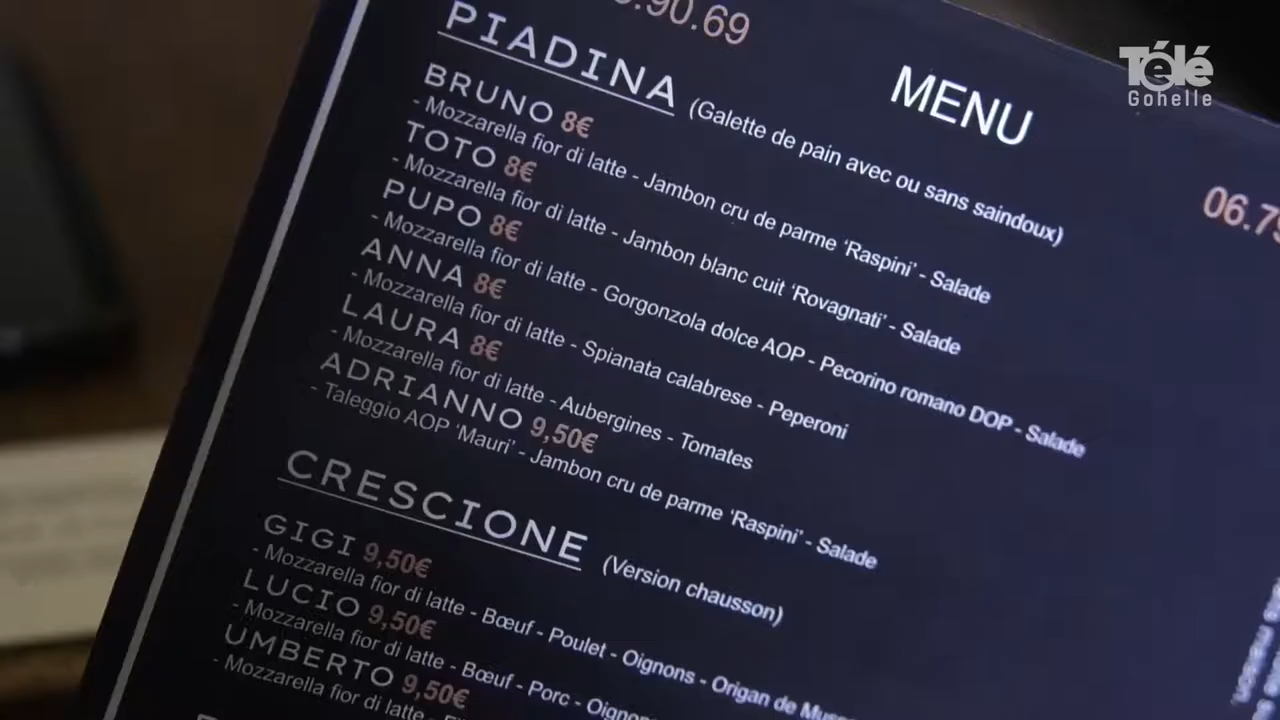 .90.69
MENU
Télé
Gohelle
06.79
PIADINA (Galette de pain avec ou sans saindoux)
BRUNO 8€
- Mozzarella fior di latte - Jambon cru de parme ‘Raspini’ - Salade
TOTO 8€
- Mozzarella fior di latte - Jambon blanc cuit ‘Rovagnati’ - Salade
PUPO 8€
- Mozzarella fior di latte - Gorgonzola dolce AOP - Pecorino romano DOP - Salade
ANNA 8€
- Mozzarella fior di latte - Spianata calabrese - Peperoni
LAURA 8€
- Mozzarella fior di latte - Aubergines - Tomates
ADRIANNO 9,50€
- Taleggio AOP ‘Mauri’ - Jambon cru de parme ‘Raspini’ - Salade
CRESCIONE (Version chausson)
GIGI 9,50€
- Mozzarella fior di latte - Bœuf - Poulet - Oignons - Origan de
LUCIO 9,50€
- Mozzarella fior di latte - Bœuf - Porc -
UMBERTO 9,50€
- Mozzarella fior di latte -